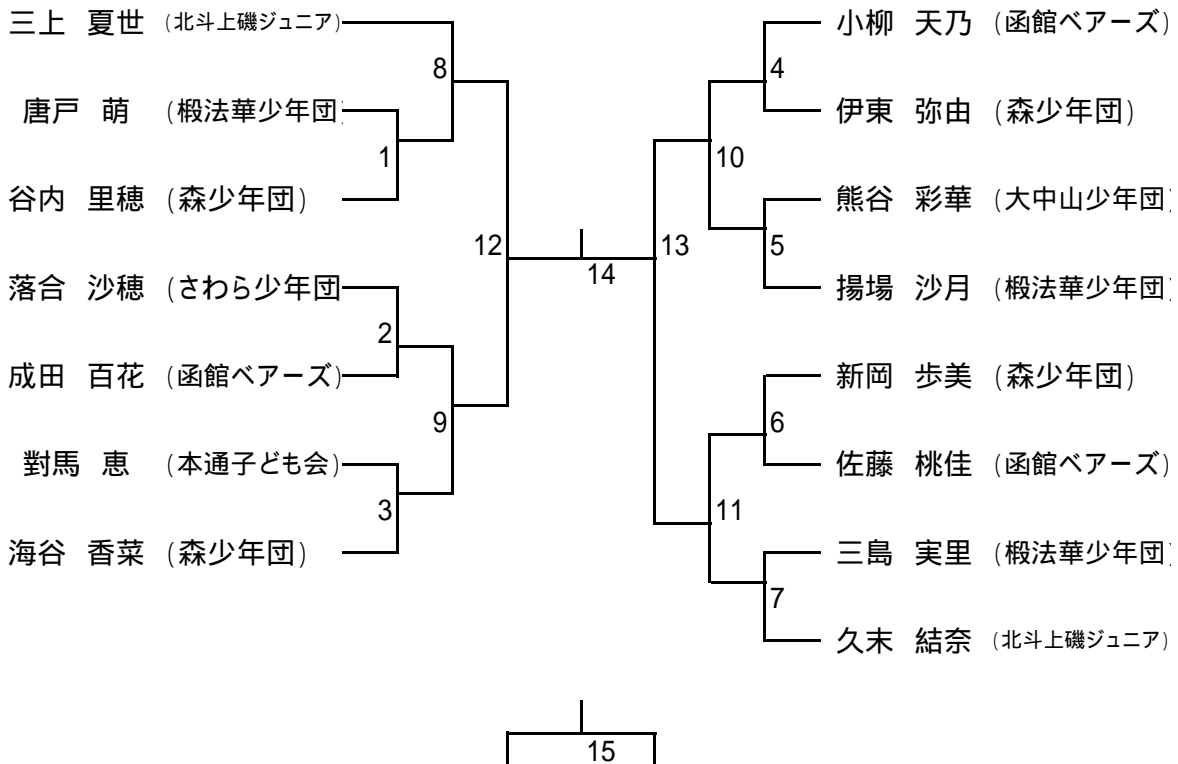 三上 夏世 (北斗上磯ジュニア)
8
唐戸 萌 (椴法華少年団)
1
谷内 里穂 (森少年団)
12
落合 沙穂 (さわら少年団
2
成田 百花 (函館ベアーズ)
9
對馬 恵 (本通子ども会)
3
海谷 香菜 (森少年団)
14
小柳 天乃 (函館ベアーズ)
4
伊東 弥由 (森少年団)
10
熊谷 彩華 (大中山少年団)
5
揚場 沙月 (椴法華少年団)
13
新岡 歩美 (森少年団)
6
佐藤 桃佳 (函館ベアーズ)
11
三島 実里 (椴法華少年団)
7
久末 結奈 (北斗上磯ジュニア)
15